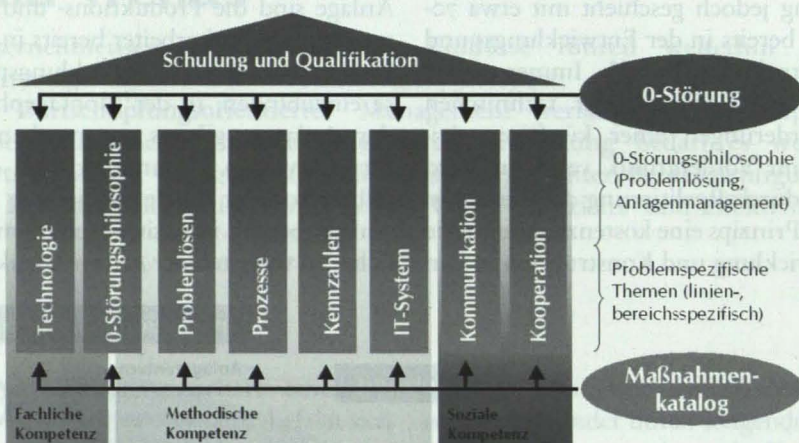 Schulung und Qualifikation
0-Störung
Technologie
0-Störungsphilosophie
Problemlösen
Prozesse
Kennzahlen
IT-System
Kommunikation
Kooperation
0-Störungsphilosophie
(Problemlösung,
Anlagenmanagement)
Problemspezifische
Themen (linien-,
bereichsspezifisch)
Maßnahmen-
katalog
Fachliche
Kompetenz
Methodische
Kompetenz
Soziale
Kompetenz